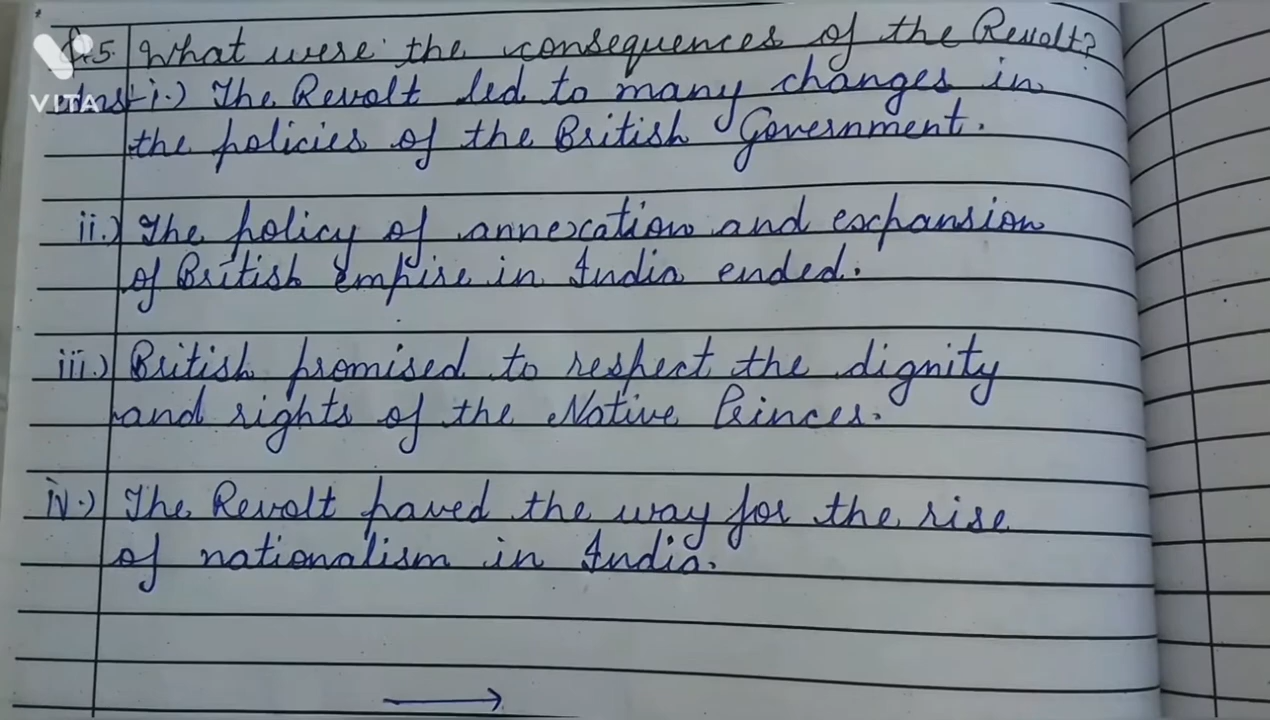 Q.5. What were the consequences of the Revolt?
Ans- i.) The Revolt led to many changes in
the policies of the British Government.
ii.) The policy of annexation and expansion
of British empire in India ended.
iii.) British promised to respect the dignity
and rights of the Native Princes.
iv.) The Revolt paved the way for the rise
of nationalism in India.
VITA